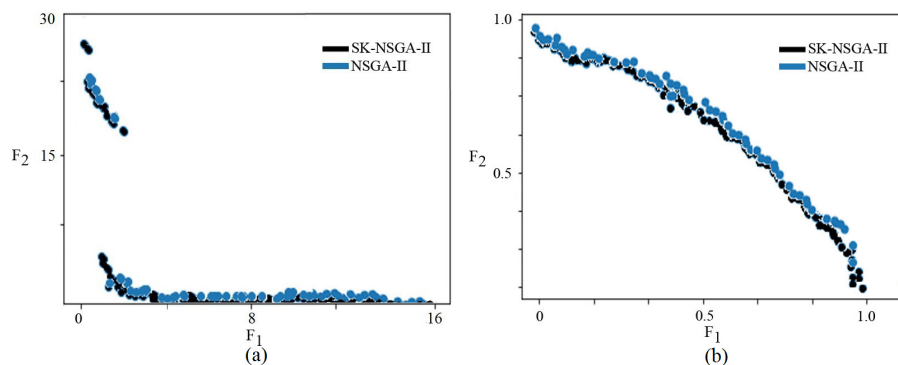 30
SK-NSGA-II
NSGA-II
15
F2
0
8
16
F1
(a)
1.0
SK-NSGA-II
NSGA-II
F2
0.5
0
0.5
1.0
F1
(b)